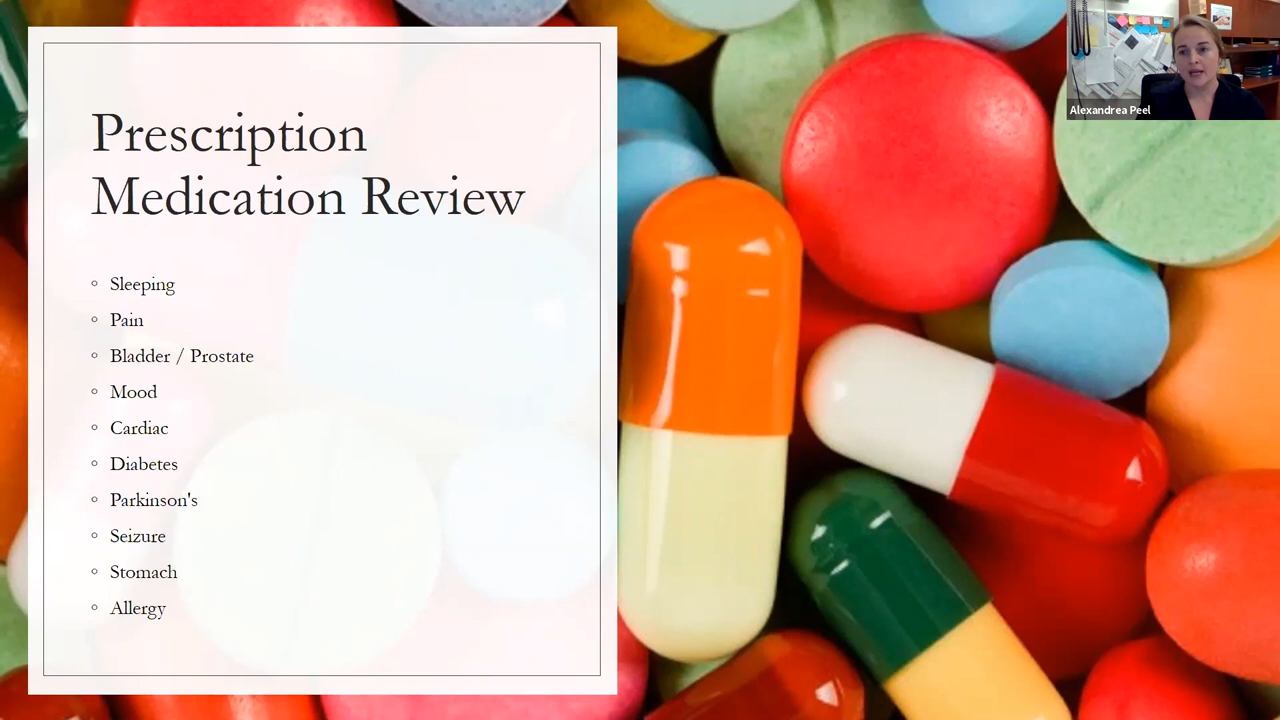 Prescription
Medication Review
Sleeping
Pain
Bladder / Prostate
Mood
Cardiac
Diabetes
Parkinson's
Seizure
Stomach
Allergy
Alexandrea Peel